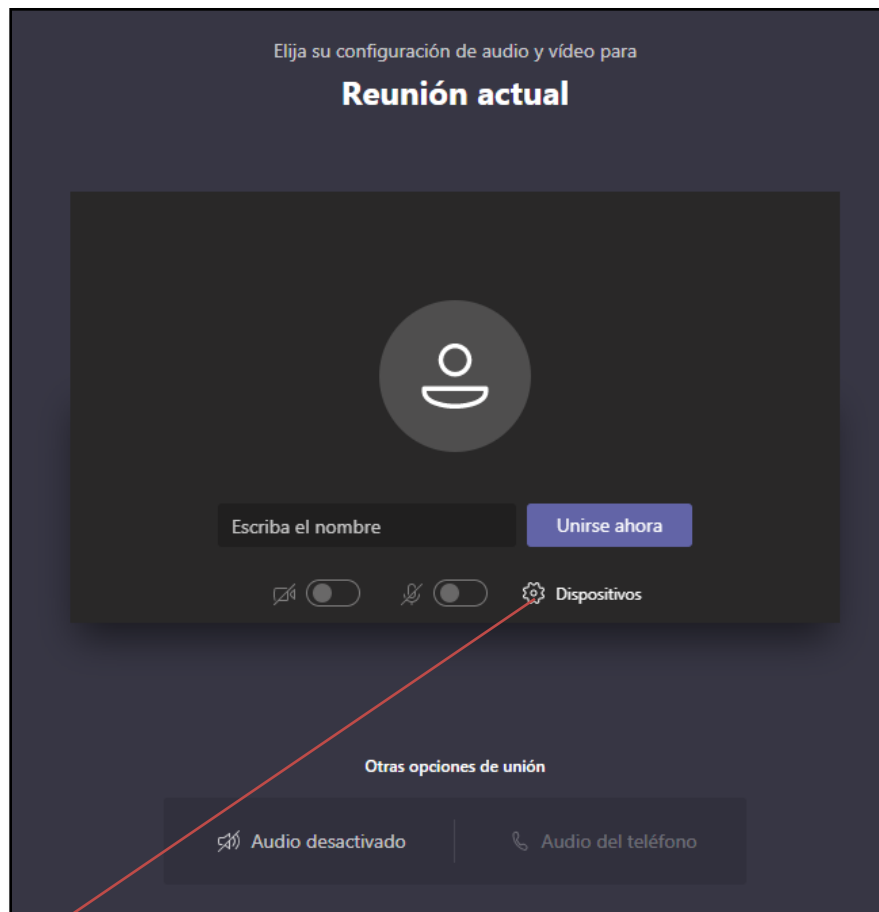 Elija su configuración de audio y vídeo para
Reunión actual
Escriba el nombre
Unirse ahora
Dispositivos
Otras opciones de unión
Audio desactivado
Audio del teléfono